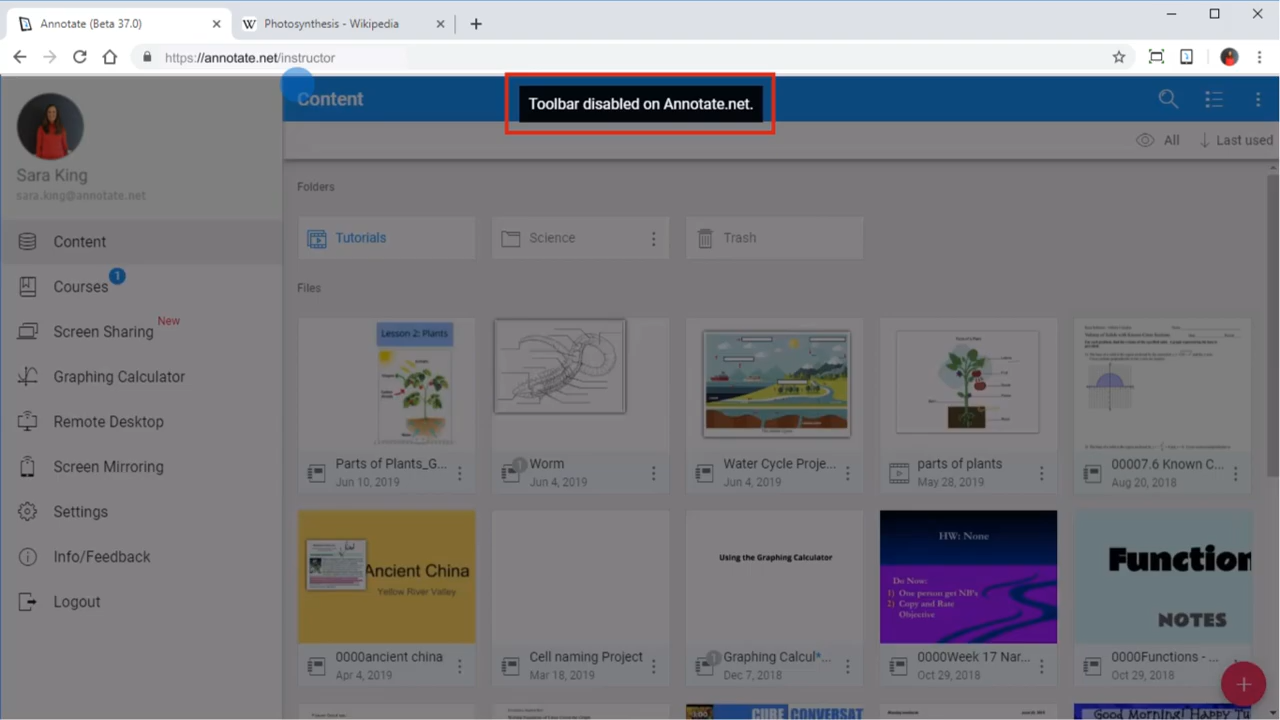 Annotate (Beta 37.0)
Photosynthesis - Wikipedia
https://annotate.net/instructor
Content
Toolbar disabled on Annotate.net.
Sara King
sara.king@annotate.net
All
Last used
Content
Courses
1
Screen Sharing
New
Graphing Calculator
Remote Desktop
Screen Mirroring
Settings
Info/Feedback
Logout
Folders
Tutorials
Science
Trash
Files
Lesson 2: Plants
Parts of Plants_G...
Jun 10, 2019
1
Worm
Jun 4, 2019
Water Cycle Proje...
Jun 4, 2019
parts of plants
May 28, 2019
00007.6 Known C...
Aug 20, 2018
Ancient China
Yellow River Valley
0000ancient china
Apr 4, 2019
Cell naming Project
Mar 18, 2019
Using the Graphing Calculator
1
Graphing Calcul*...
Dec 7, 2018
HW: None
Do Now:
1) One person get NB's
2) Copy and Rate
Objective
0000Week 17 Nar...
Oct 29, 2018
Function
NOTES
0000Functions - ...
Oct 29, 2018
CUBE CONVERSAT
Good Morning! Happy Tu